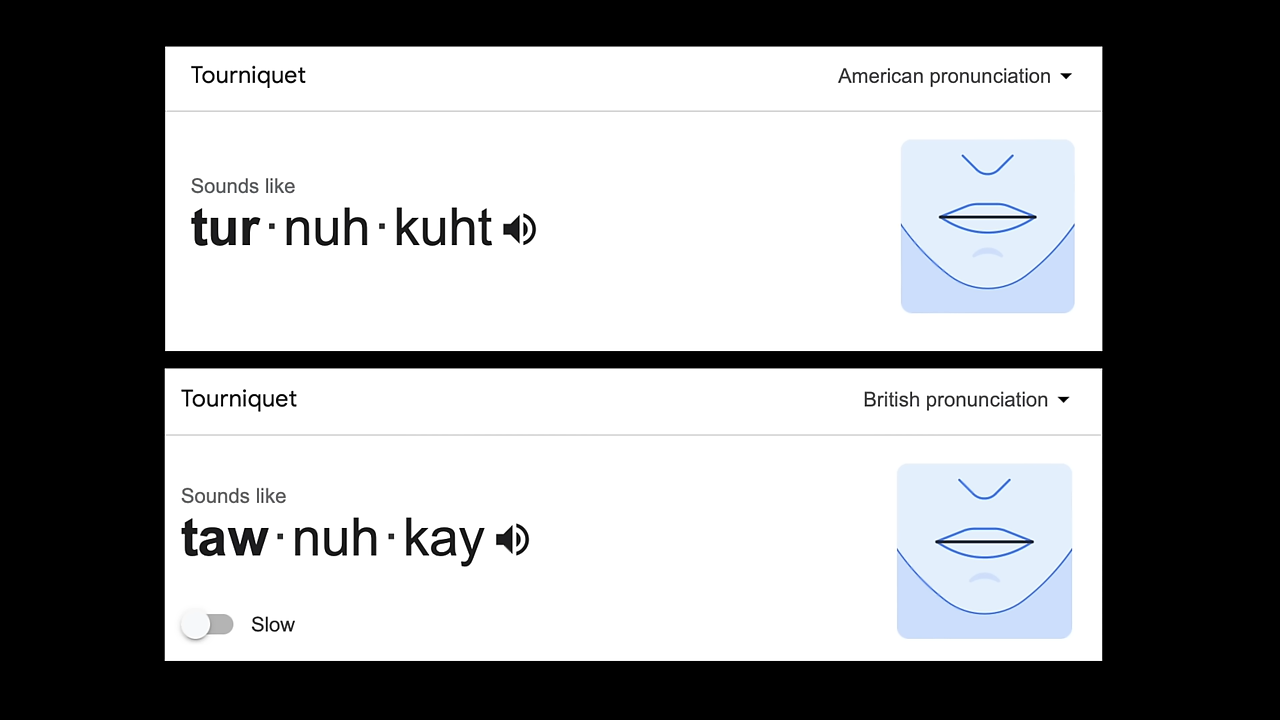 Tourniquet
American pronunciation
Sounds like
tur·nuh·kuht
Tourniquet
British pronunciation
Sounds like
taw·nuh·kay
Slow